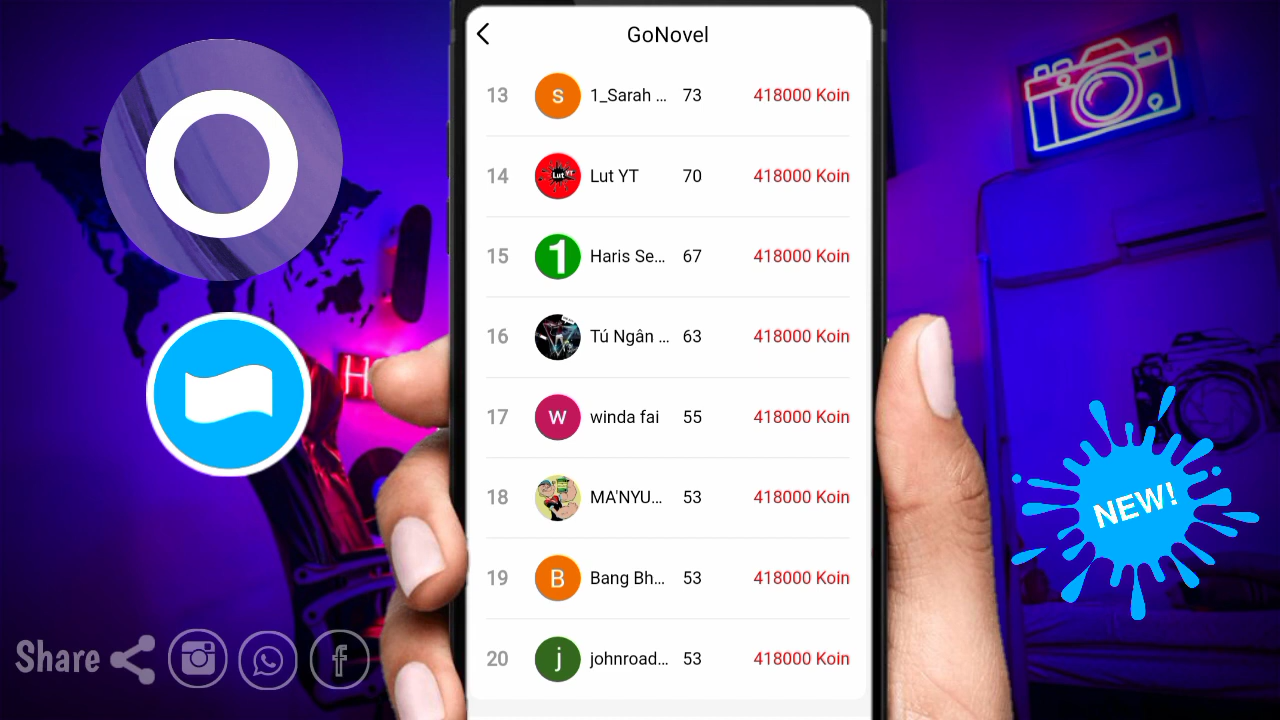 GoNovel
13 S 1_Sarah ... 73 418000 Koin
14 Lut YT Lut YT 70 418000 Koin
15 1 Haris Se... 67 418000 Koin
16 Tú Ngân ... 63 418000 Koin
17 W winda fai 55 418000 Koin
18 MA'NYU... 53 418000 Koin
19 B Bang Bh... 53 418000 Koin
20 j johnroad... 53 418000 Koin
H
NEW!
Share